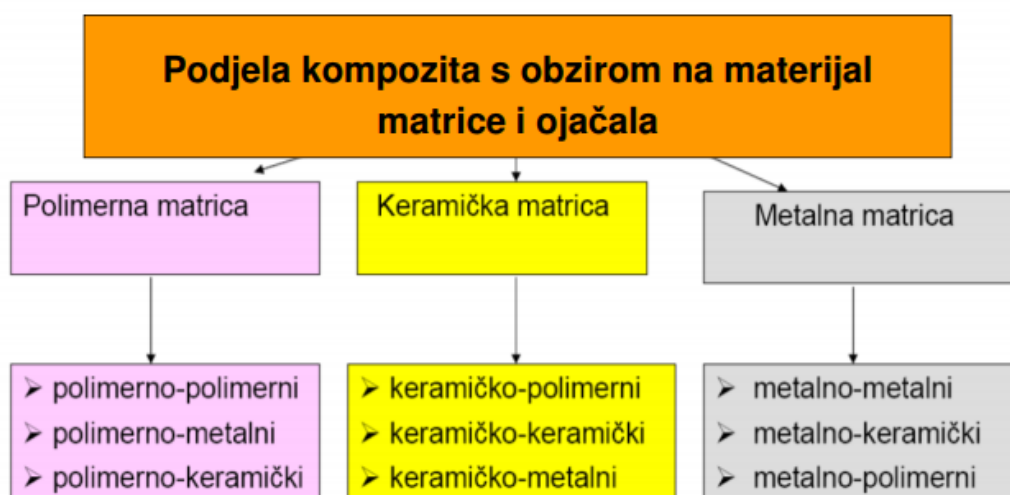 Podjela kompozita s obzirom na materijal
matrice i ojačala
Polimerna matrica
Keramička matrica
Metalna matrica
➢ polimerno-polimerni
➢ polimerno-metalni
➢ polimerno-keramički
➢ keramičko-polimerni
➢ keramičko-keramički
➢ keramičko-metalni
➢ metalno-metalni
➢ metalno-keramički
➢ metalno-polimerni